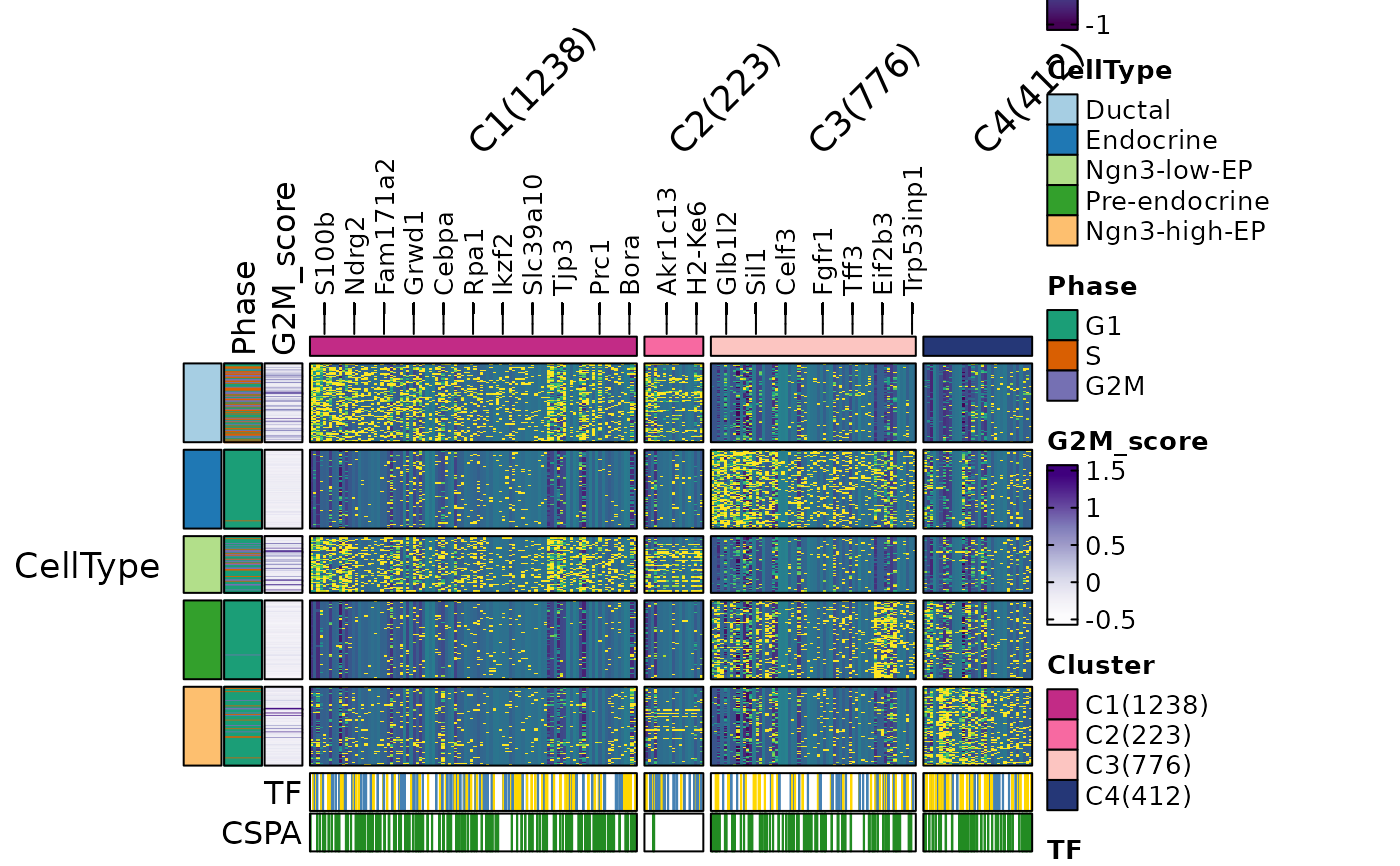 -1
C1(1238)
C2(223)
C3(776)
C4(412)
S100b
Ndrg2
Fam171a2
Grwd1
Cebpa
Rpa1
Ikzf2
Slc39a10
Tjp3
Prc1
Bora
Akr1c13
H2-Ke6
Glb1l2
Sil1
Celf3
Fgfr1
Tff3
Eif2b3
Trp53inp1
Phase
G2M_score
CellType
TF
CSPA
CellType
Ductal
Endocrine
Ngn3-low-EP
Pre-endocrine
Ngn3-high-EP
Phase
G1
S
G2M
G2M_score
1.5
1
0.5
0
-0.5
Cluster
C1(1238)
C2(223)
C3(776)
C4(412)
TF